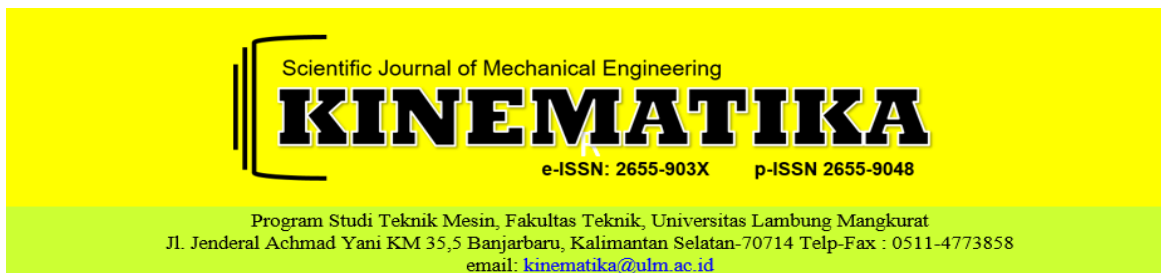 Scientific Journal of Mechanical Engineering
KINEMATIKA
e-ISSN: 2655-903X p-ISSN 2655-9048
Program Studi Teknik Mesin, Fakultas Teknik, Universitas Lambung Mangkurat
Jl. Jenderal Achmad Yani KM 35,5 Banjarbaru, Kalimantan Selatan-70714 Telp-Fax : 0511-4773858
email: kinematika@ulm.ac.id